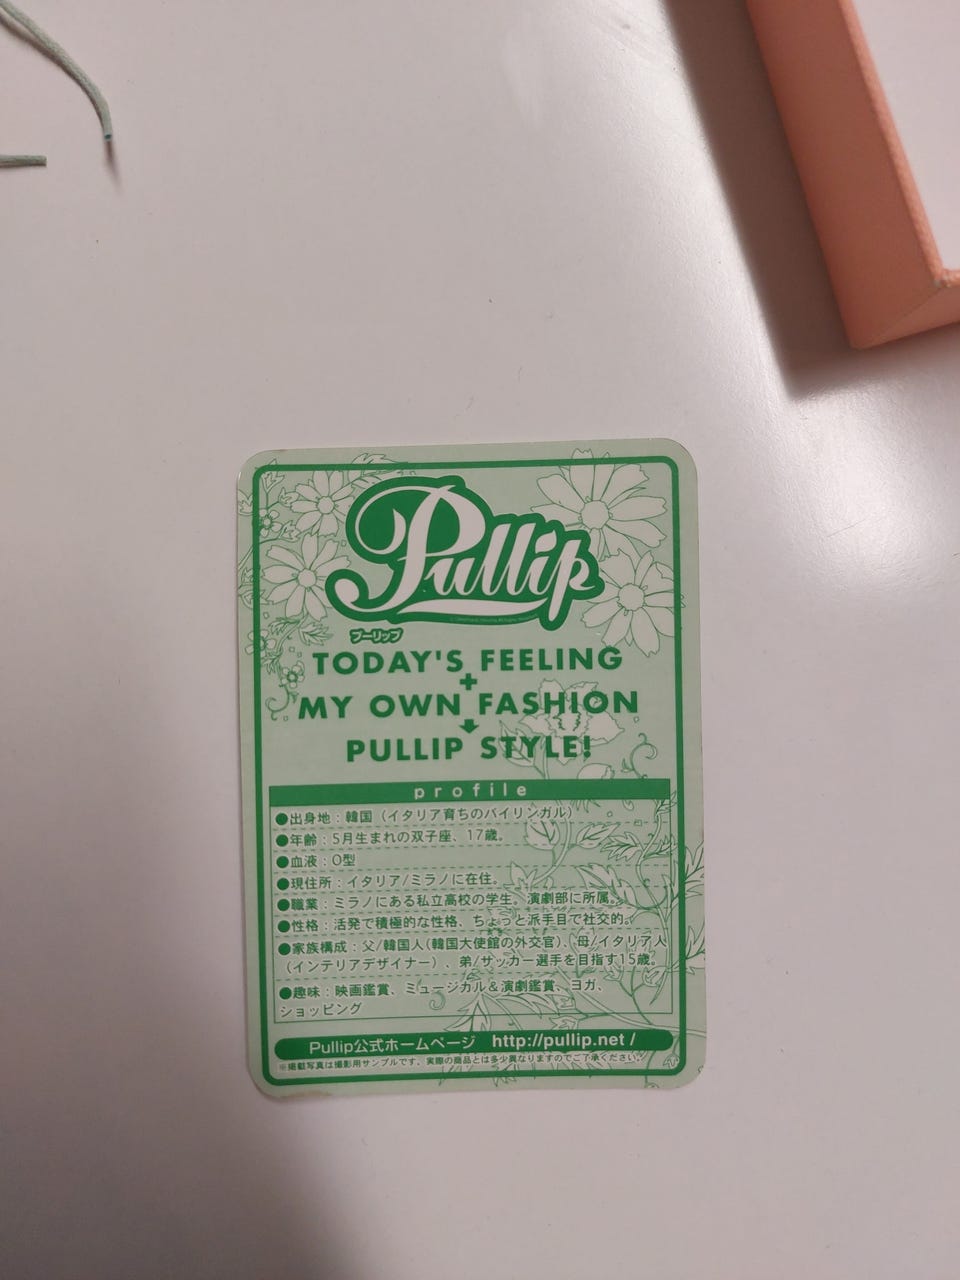 Pullip
プーリップ
TODAY'S FEELING
+
MY OWN FASHION
PULLIP STYLE!
profile
●出身地：韓国（イタリア育ちのバイリンガル）
●年齢：5月生まれの双子座、17歳。
●血液：O型
●現住所：イタリア/ミラノに在住。
●職業：ミラノにある私立高校の学生。演劇部に所属。
●性格：活発で積極的な性格、ちょっと派手目で社交的。
●家族構成：父/韓国人(韓国大使館の外交官)、母/イタリア人
（インテリアデザイナー）、弟/サッカー選手を目指す15歳。
●趣味：映画鑑賞、ミュージカル＆演劇鑑賞、ヨガ、
ショッピング
Pullip公式ホームページ http://pullip.net /
※掲載写真は撮影用サンプルです。実際の商品とは多少異なりますのでご了承ください。